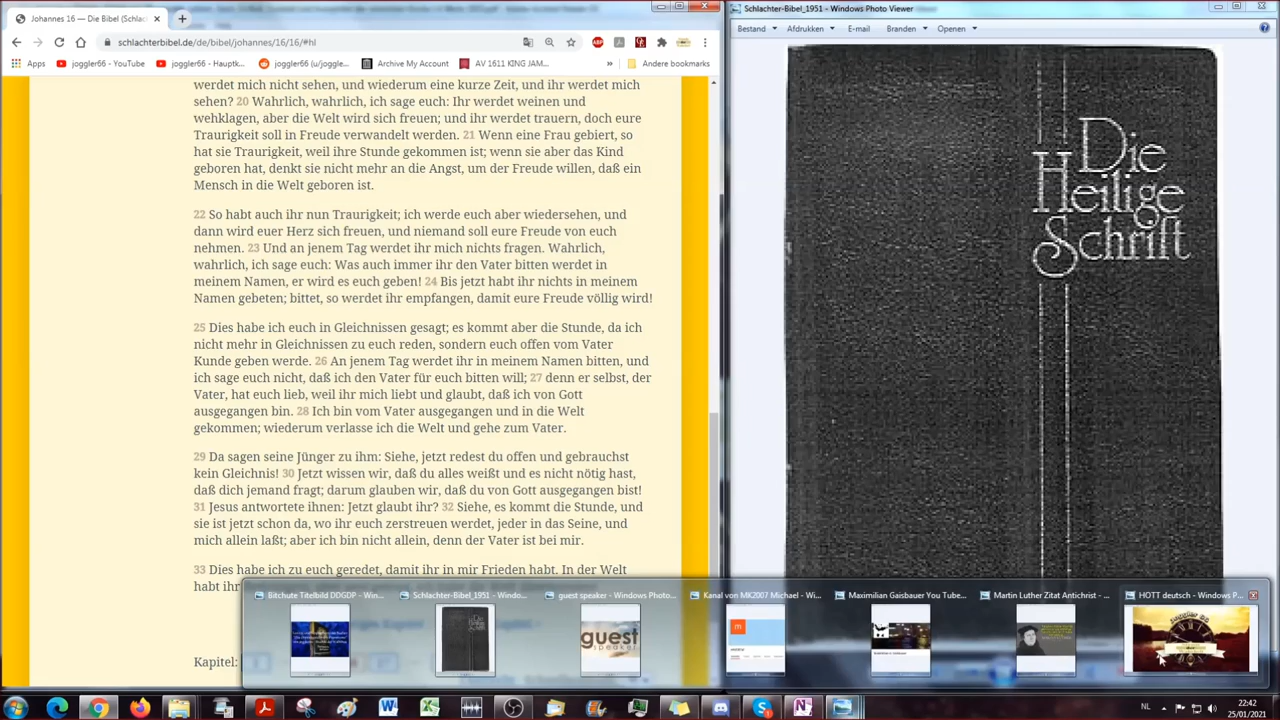 Johannes 16 — Die Bibel (Schlac
schlachterbibel.de/de/bibel/johannes/16/16/#hl
Apps joggler66 - YouTube joggler66 - Hauptk... joggler66 (u/joggle... Archive My Account AV 1611 KING JAM... » Andere bookmarks
werdet mich nicht sehen, und wiederum eine kurze Zeit, und ihr werdet mich
sehen? 20 Wahrlich, wahrlich, ich sage euch: Ihr werdet weinen und
wehklagen, aber die Welt wird sich freuen; und ihr werdet trauern, doch eure
Traurigkeit soll in Freude verwandelt werden. 21 Wenn eine Frau gebiert, so
hat sie Traurigkeit, weil ihre Stunde gekommen ist; wenn sie aber das Kind
geboren hat, denkt sie nicht mehr an die Angst, um der Freude willen, daß ein
Mensch in die Welt geboren ist.
22 So habt auch ihr nun Traurigkeit; ich werde euch aber wiedersehen, und
dann wird euer Herz sich freuen, und niemand soll eure Freude von euch
nehmen. 23 Und an jenem Tag werdet ihr mich nichts fragen. Wahrlich,
wahrlich, ich sage euch: Was auch immer ihr den Vater bitten werdet in
meinem Namen, er wird es euch geben! 24 Bis jetzt habt ihr nichts in meinem
Namen gebeten; bittet, so werdet ihr empfangen, damit eure Freude völlig wird!
25 Dies habe ich euch in Gleichnissen gesagt; es kommt aber die Stunde, da ich
nicht mehr in Gleichnissen zu euch reden, sondern euch offen vom Vater
Kunde geben werde. 26 An jenem Tag werdet ihr in meinem Namen bitten, und
ich sage euch nicht, daß ich den Vater für euch bitten will; 27 denn er selbst, der
Vater, hat euch lieb, weil ihr mich liebt und glaubt, daß ich von Gott
ausgegangen bin. 28 Ich bin vom Vater ausgegangen und in die Welt
gekommen; wiederum verlasse ich die Welt und gehe zum Vater.
29 Da sagen seine Jünger zu ihm: Siehe, jetzt redest du offen und gebrauchst
kein Gleichnis! 30 Jetzt wissen wir, daß du alles weißt und es nicht nötig hast,
daß dich jemand fragt; darum glauben wir, daß du von Gott ausgegangen bist!
31 Jesus antwortete ihnen: Jetzt glaubt ihr? 32 Siehe, es kommt die Stunde, und
sie ist jetzt schon da, wo ihr euch zerstreuen werdet, jeder in das Seine, und
mich allein laßt; aber ich bin nicht allein, denn der Vater ist bei mir.
33 Dies habe ich zu euch geredet, damit ihr in mir Frieden habt. In der Welt
habt ihr
Kapitel:
Schlachter-Bibel_1951 - Windows Photo Viewer
Bestand Afdrukken E-mail Branden Openen
Die
Heilige
Schrift
Bitchute Titelbild DDGDP - Win... Schlachter-Bibel_1951 - Windo... guest speaker - Windows Photo... Kanal von MK2007 Michael - Wi... Maximilian Gaisbauer You Tube... Martin Luther Zitat Antichrist - ... HOTT deutsch - Windows P...
guest
speaker
NL
22:42
25/01/2021